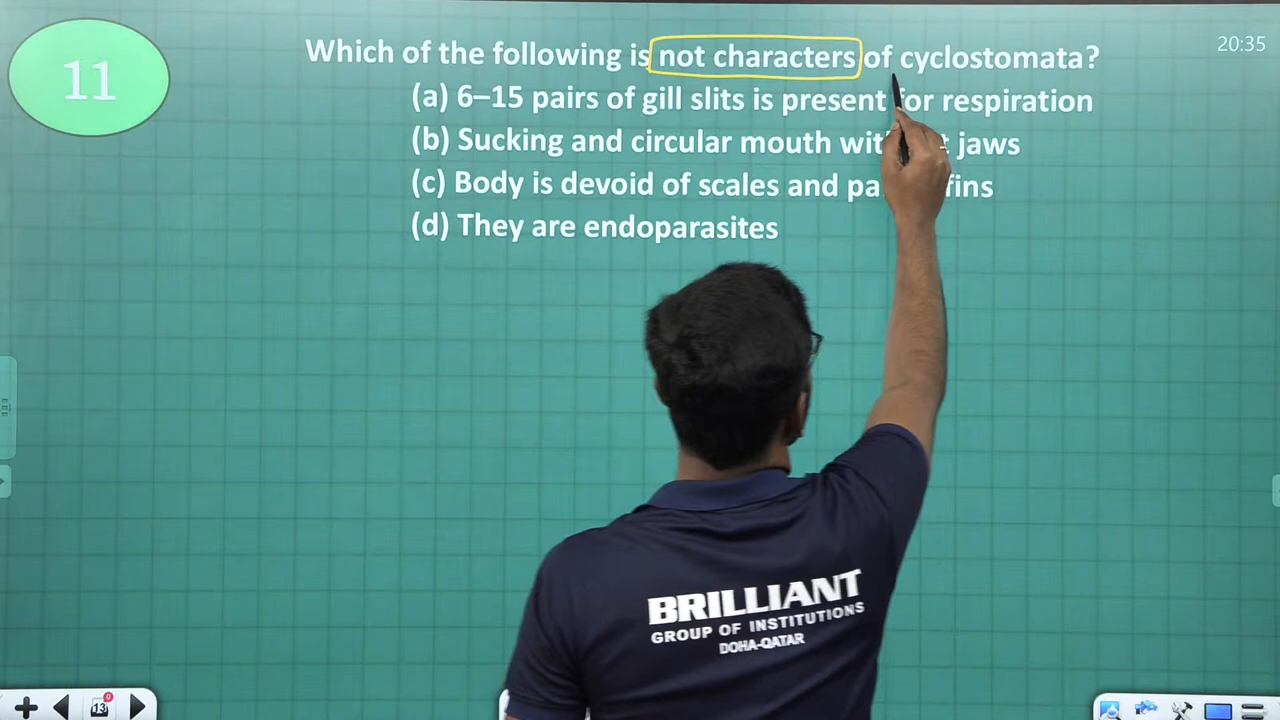 11
Which of the following is not characters of cyclostomata?
20:35
(a) 6–15 pairs of gill slits is present for respiration
(b) Sucking and circular mouth jaws
(c) Body is devoid of scales and fins
(d) They are endoparasites
BRILLIANT
GROUP OF INSTITUTIONS
DOHA-QATAR
13
0